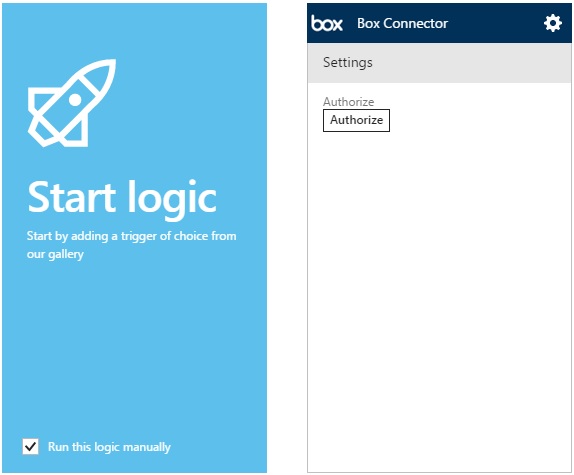 Start logic
Start by adding a trigger of choice from
our gallery
Run this logic manually
box Box Connector
Settings
Authorize
Authorize